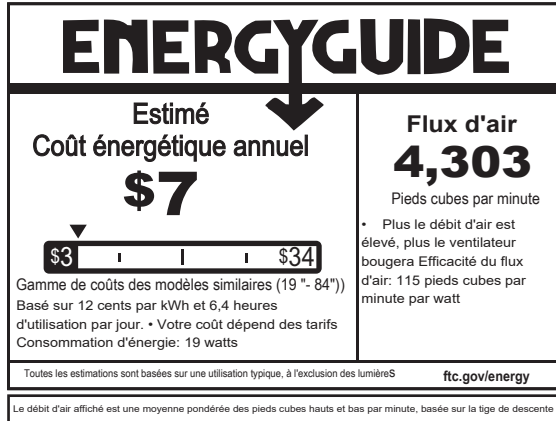 ENERGYGUIDE
Estimé
Coût énergétique annuel
$7
$3
$34
Gamme de coûts des modèles similaires (19 "- 84"))
Basé sur 12 cents par kWh et 6,4 heures
d'utilisation par jour. • Votre coût dépend des tarifs
Consommation d'énergie: 19 watts
Flux d'air
4,303
Pieds cubes par minute
• Plus le débit d'air est
élevé, plus le ventilateur
bougera Efficacité du flux
d'air: 115 pieds cubes par
minute par watt
Toutes les estimations sont basées sur une utilisation typique, à l'exclusion des lumièreS
ftc.gov/energy
Le débit d'air affiché est une moyenne pondérée des pieds cubes hauts et bas par minute, basée sur la tige de descente